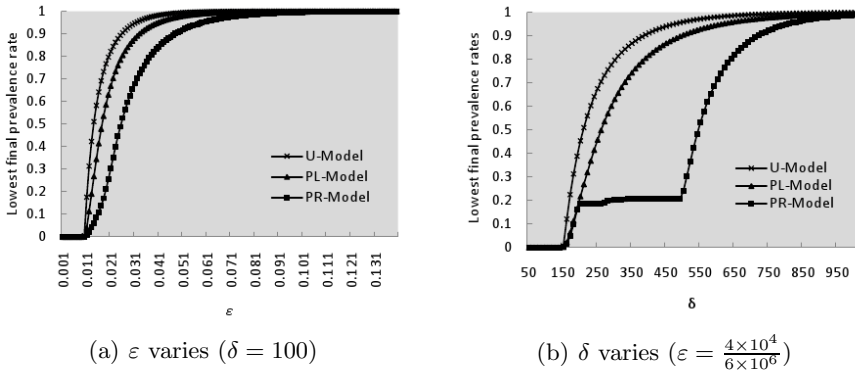 Lowest final prevalence rate
1
0.9
0.8
0.7
0.6
0.5
0.4
0.3
0.2
0.1
0
U-Model
PL-Model
PR-Model
0.001 0.011 0.021 0.031 0.041 0.051 0.061 0.071 0.081 0.091 0.101 0.111 0.121 0.131
ε
(a) ε varies (δ = 100)
Lowest final prevalence rates
1
0.9
0.8
0.7
0.6
0.5
0.4
0.3
0.2
0.1
0
U-Model
PL-Model
PR-Model
50 150 250 350 450 550 650 750 850 950
δ
(b) δ varies (ε = \frac{4×10^4}{6×10^6})